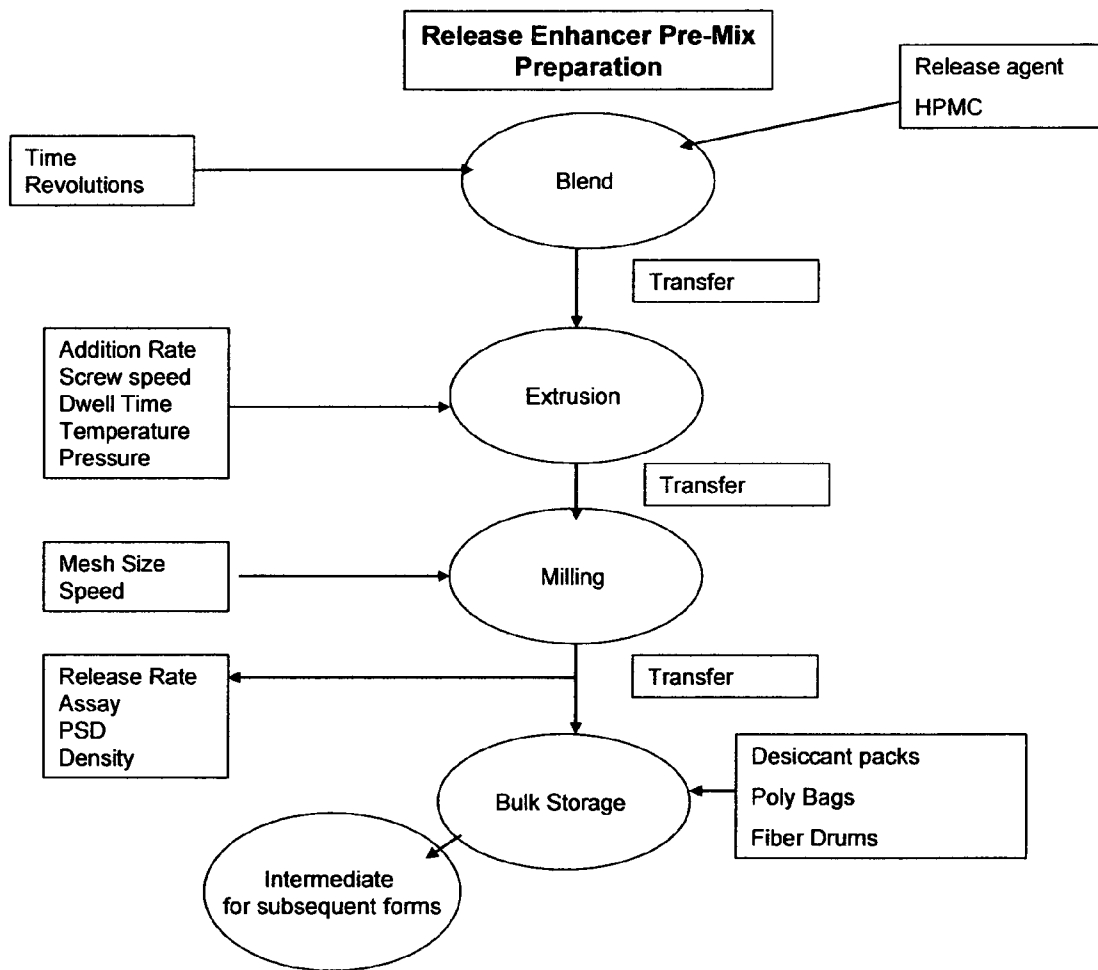 Release Enhancer Pre-Mix
Preparation
Release agent
HPMC
Time
Revolutions
Blend
Transfer
Addition Rate
Screw speed
Dwell Time
Temperature
Pressure
Extrusion
Transfer
Mesh Size
Speed
Milling
Release Rate
Assay
PSD
Density
Transfer
Desiccant packs
Poly Bags
Fiber Drums
Bulk Storage
Intermediate
for subsequent forms